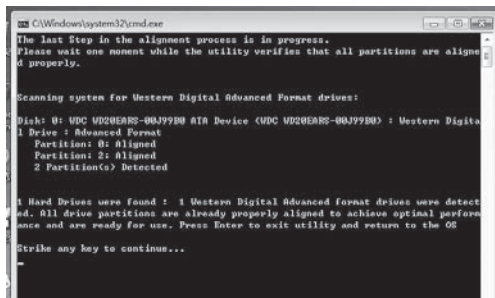 C:\Windows\system32\cmd.exe
The last Step in the alignment process is in progress.
Please wait one moment while the utility verifies that all partitions are aligne
d properly.
Scanning system for Western Digital Advanced Format drives:
Disk: 0: WDC WD20EARS-00J99B0 ATA Device (WDC WD20EARS-00J99B0) : Western Digita
l Drive : Advanced Format
Partition: 0: Aligned
Partition: 2: Aligned
2 Partition(s) Detected
1 Hard Drives were found : 1 Western Digital Advanced format drives were detect
ed. All drive partitions are already properly aligned to achieve optimal perform
ance and are ready for use. Press Enter to exit utility and return to the OS
Strike any key to continue...